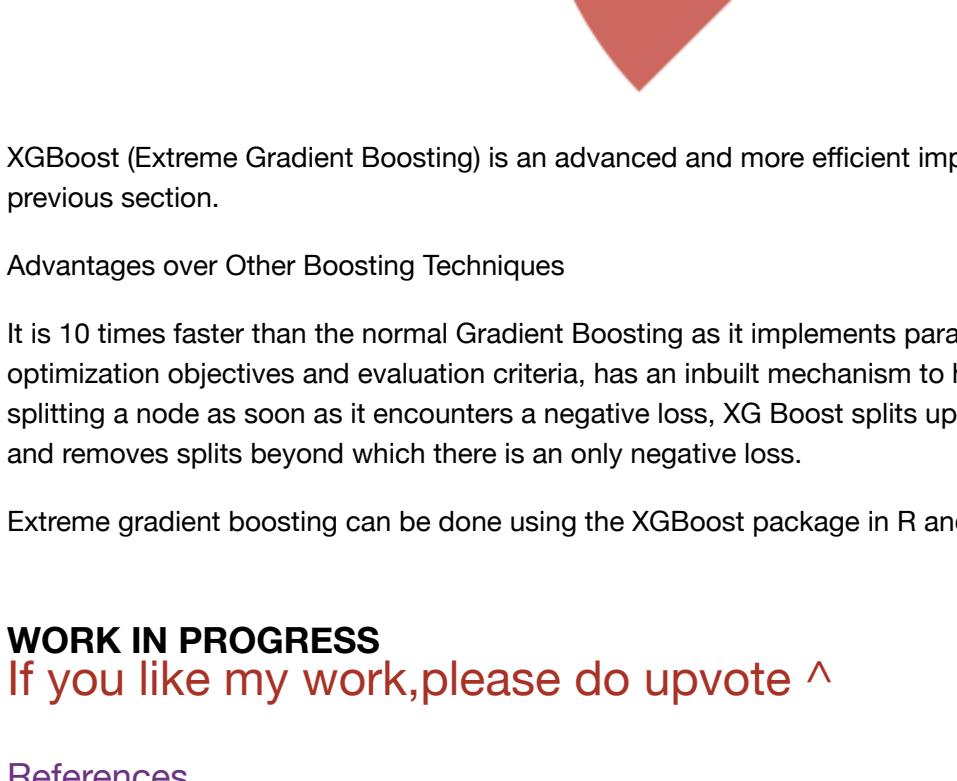 XGBoost (Extreme Gradient Boosting) is an advanced and more efficient
previous section.
Advantages over Other Boosting Techniques
It is 10 times faster than the normal Gradient Boosting as it implements
optimization objectives and evaluation criteria, has an inbuilt mechanism to
splitting a node as soon as it encounters a negative loss, XG Boost splits up
and removes splits beyond which there is an only negative loss.
Extreme gradient boosting can be done using the XGBoost package in R
WORK IN PROGRESS
If you like my work,please do upvote ^
References